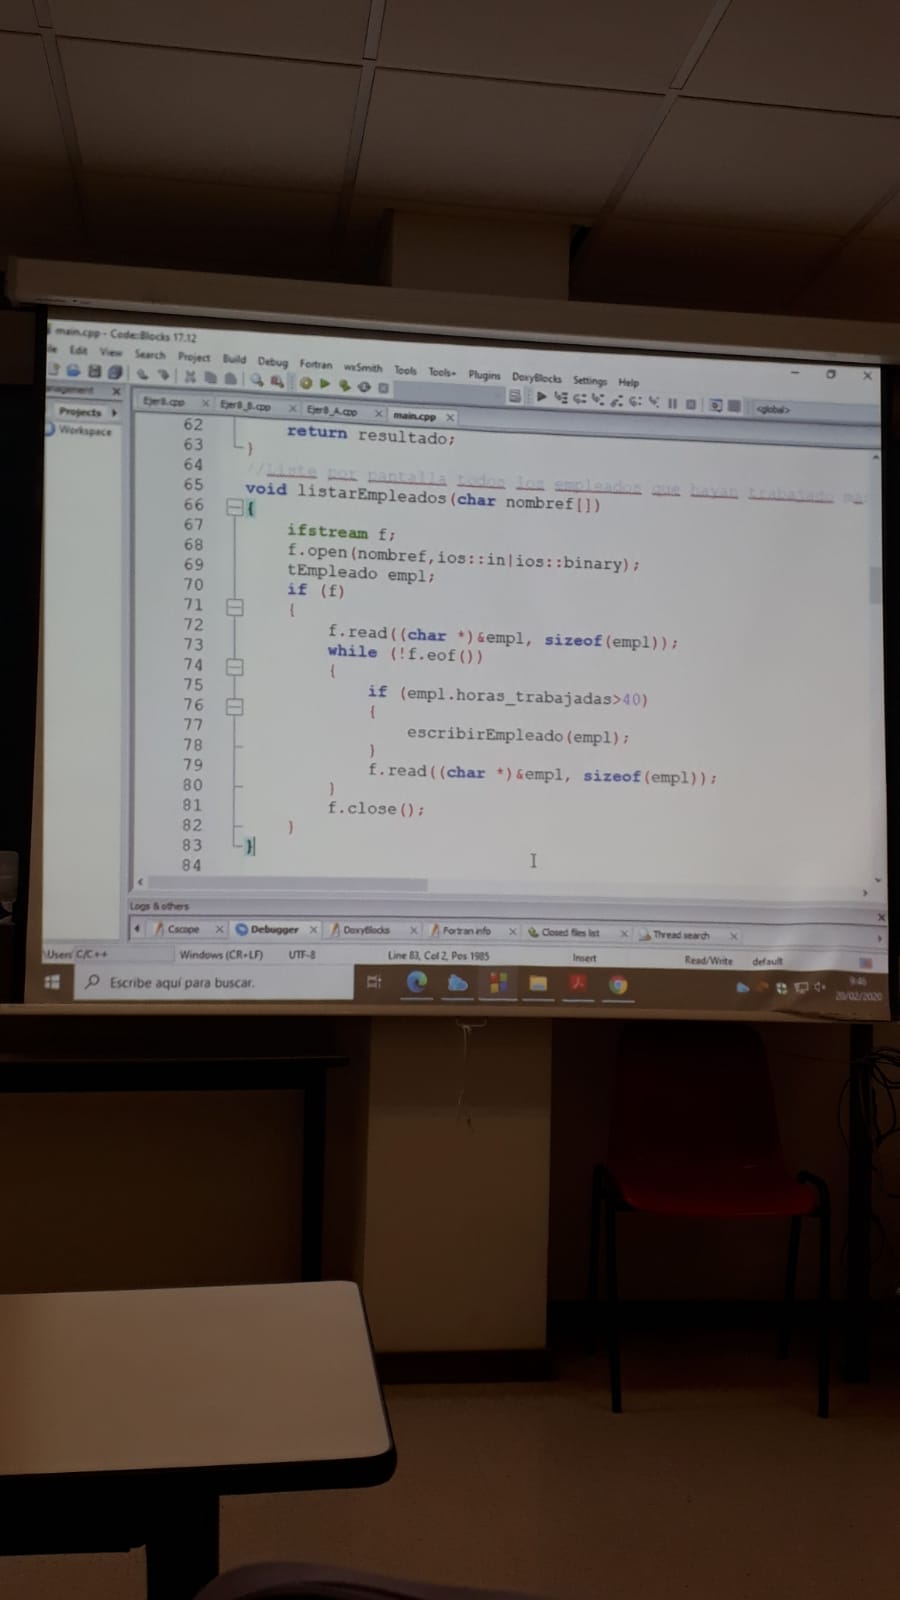 main.cpp - Code::Blocks 17.12
Edit View Search Project Build Debug Fortran wxSmith Tools Tools+ Plugins DoxyBlocks Settings Help
<global>
Projects
Workspace
Ejer8.cpp Ejer8_B.cpp Ejer8_A.cpp main.cpp
62 return resultado;
63 }
64 //Liste por pantalla todos los empleados que hayan trabajado má
65 void listarEmpleados(char nombref[])
66 {
67 ifstream f;
68 f.open(nombref,ios::in|ios::binary);
69 tEmpleado empl;
70 if (f)
71 {
72 f.read((char *)&empl, sizeof(empl));
73 while (!f.eof())
74 {
75 if (empl.horas_trabajadas>40)
76 {
77 escribirEmpleado(empl);
78 }
79 f.read((char *)&empl, sizeof(empl));
80 }
81 f.close();
82 }
83 }
84
Logs & others
Cscope Debugger DoxyBlocks Fortran info Closed files list Thread search
\Users C/C++ Windows (CR+LF) UTF-8 Line 83, Col 2, Pos 1985 Insert Read/Write default
Escribe aquí para buscar.
9:46
20/02/2020